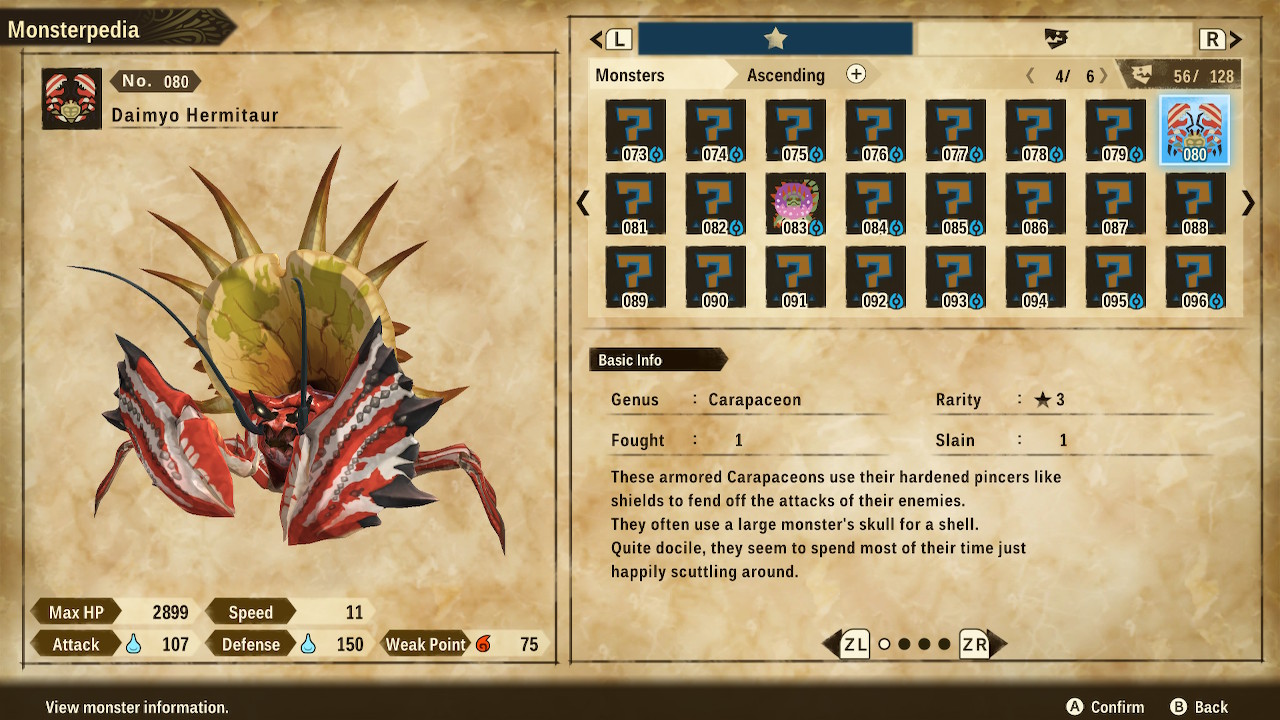 Monsterpedia
No. 080
Daimyo Hermitaur
Max HP 2899 Speed 11
Attack 107 Defense 150 Weak Point 75
L R
Monsters Ascending 4/ 6 56/ 128
073 074 075 076 077 078 079 080
081 082 083 084 085 086 087 088
089 090 091 092 093 094 095 096
Basic Info
Genus : Carapaceon Rarity : ★ 3
Fought : 1 Slain : 1
These armored Carapaceons use their hardened pincers like
shields to fend off the attacks of their enemies.
They often use a large monster's skull for a shell.
Quite docile, they seem to spend most of their time just
happily scuttling around.
ZL ZR
View monster information. A Confirm B Back